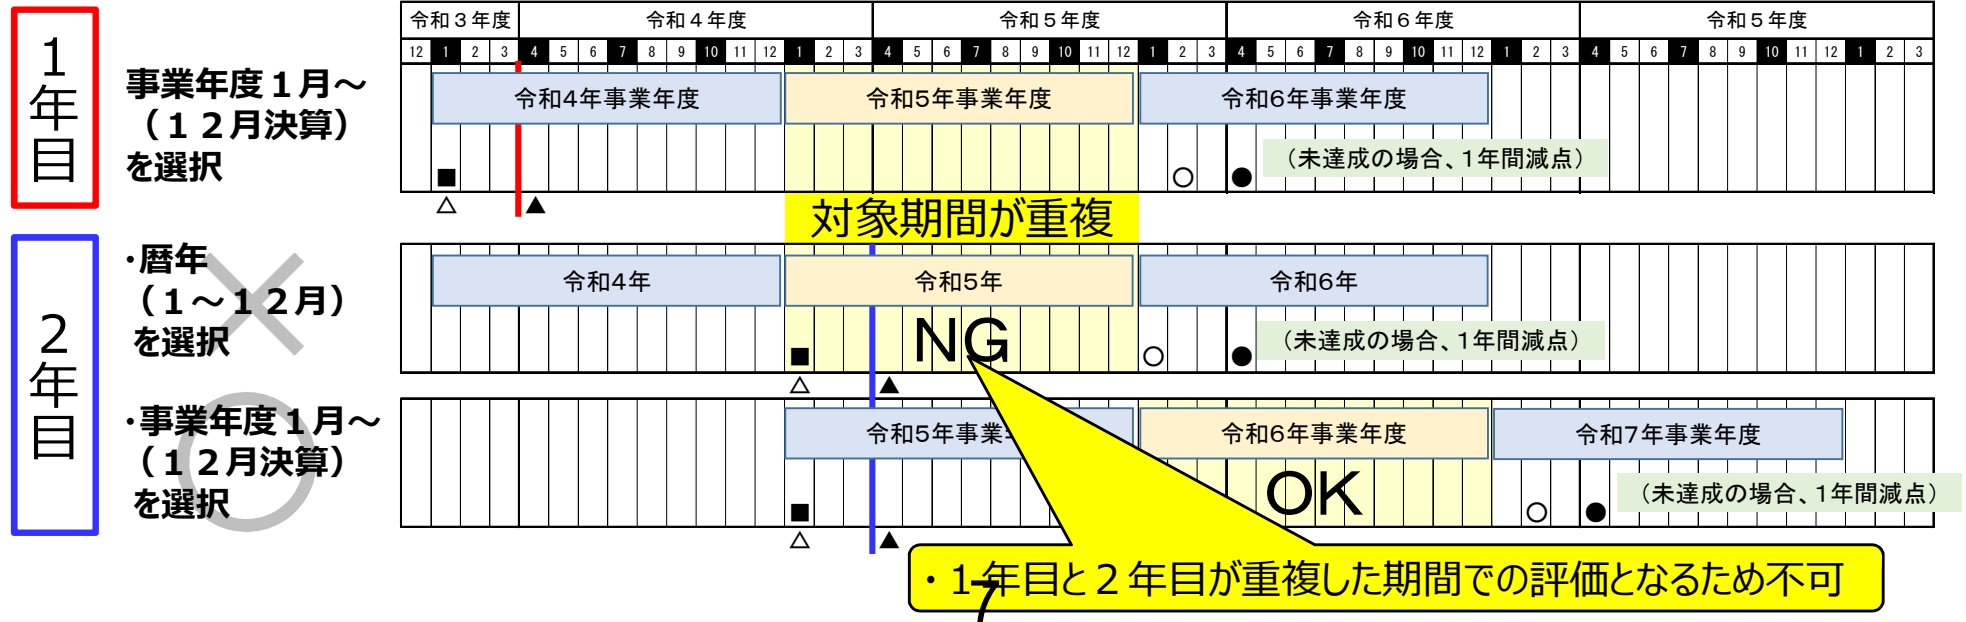 令和３年度 令和４年度 令和５年度 令和６年度 令和５年度
12 1 2 3 4 5 6 7 8 9 10 11 12 1 2 3 4 5 6 7 8 9 10 11 12 1 2 3 4 5 6 7 8 9 10 11 12 1 2 3 4 5 6 7 8 9 10 11 12 1 2 3
１年目
事業年度１月～
（１２月決算）
を選択
令和4年事業年度 令和5年事業年度 令和6年事業年度
（未達成の場合、1年間減点）
■ ○ ●
△ ▲
対象期間が重複
２年目
・暦年
（１～１２月）
を選択
令和4年 令和5年 令和6年
NG
（未達成の場合、1年間減点）
■ ○ ●
△ ▲
・事業年度１月～
（１２月決算）
を選択
令和5年事業 令和6年事業年度 令和7年事業年度
OK
（未達成の場合、1年間減点）
■ ○ ●
△ ▲
・１年目と２年目が重複した期間での評価となるため不可
7